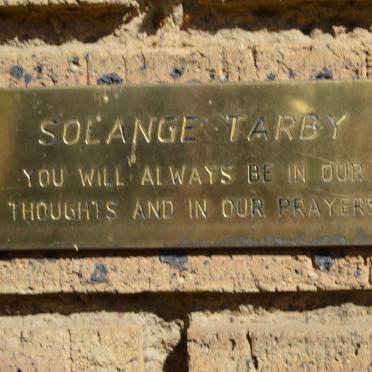 SOLANGE TARBY
YOU WILL ALWAYS BE IN OUR
THOUGHTS AND IN OUR PRAYERS